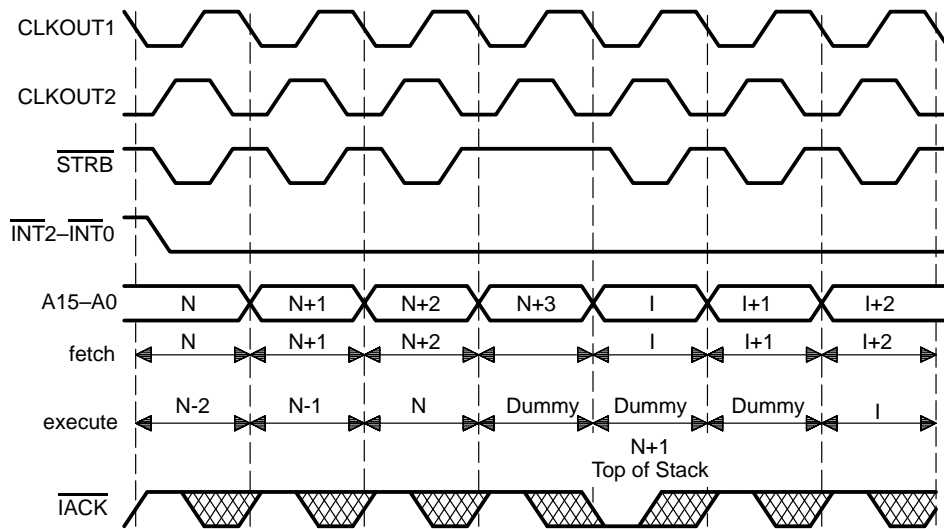 CLKOUT1
CLKOUT2
STRB
INT2–INT0
A15–A0 N N+1 N+2 N+3 I I+1 I+2
fetch N N+1 N+2 I I+1 I+2
execute N-2 N-1 N Dummy Dummy Dummy I
N+1
Top of Stack
IACK